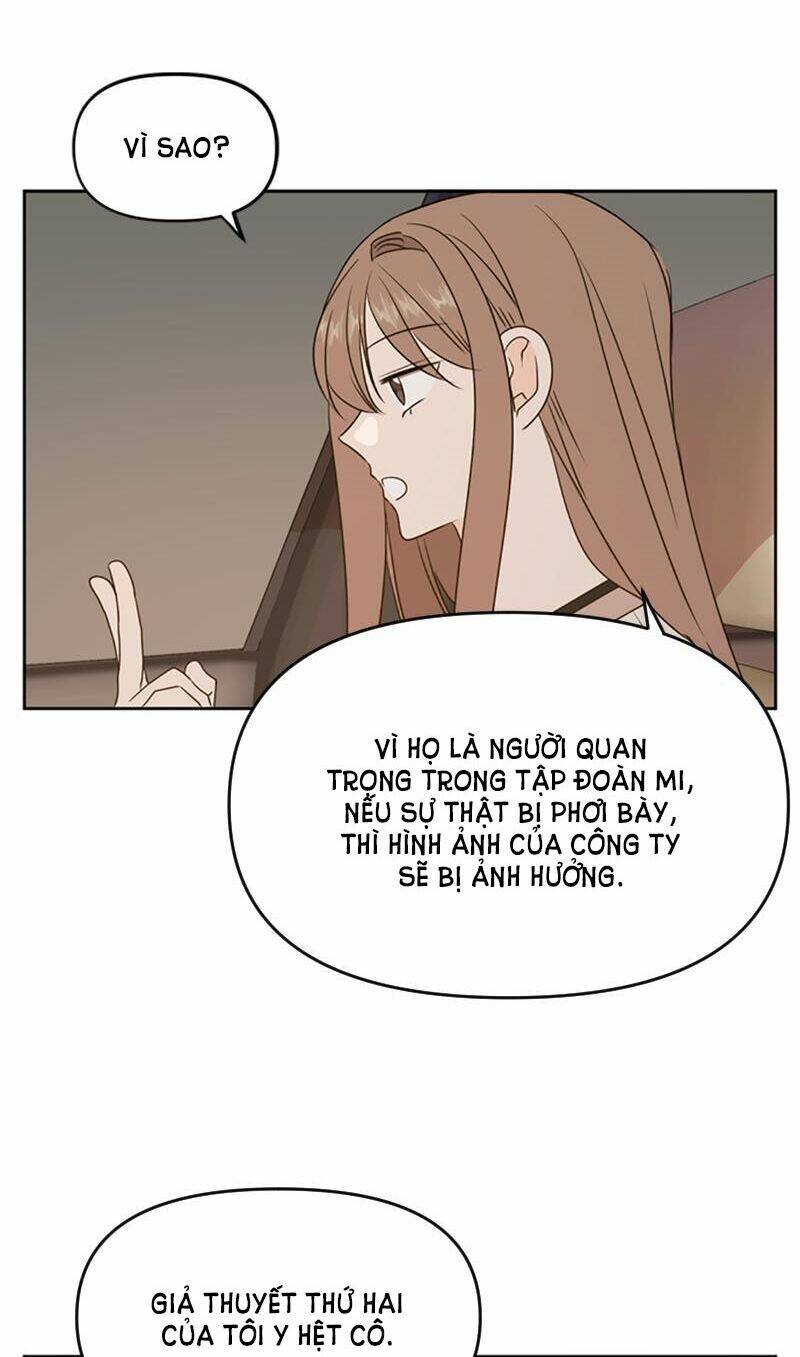 VÌ SAO?
VÌ HỌ LÀ NGƯỜI QUAN
TRỌNG TRONG TẬP ĐOÀN MI,
NẾU SỰ THẬT BỊ PHƠI BÀY,
THÌ HÌNH ẢNH CỦA CÔNG TY
SẼ BỊ ẢNH HƯỞNG.
GIẢ THUYẾT THỨ HAI
CỦA TÔI Y HỆT CÔ.